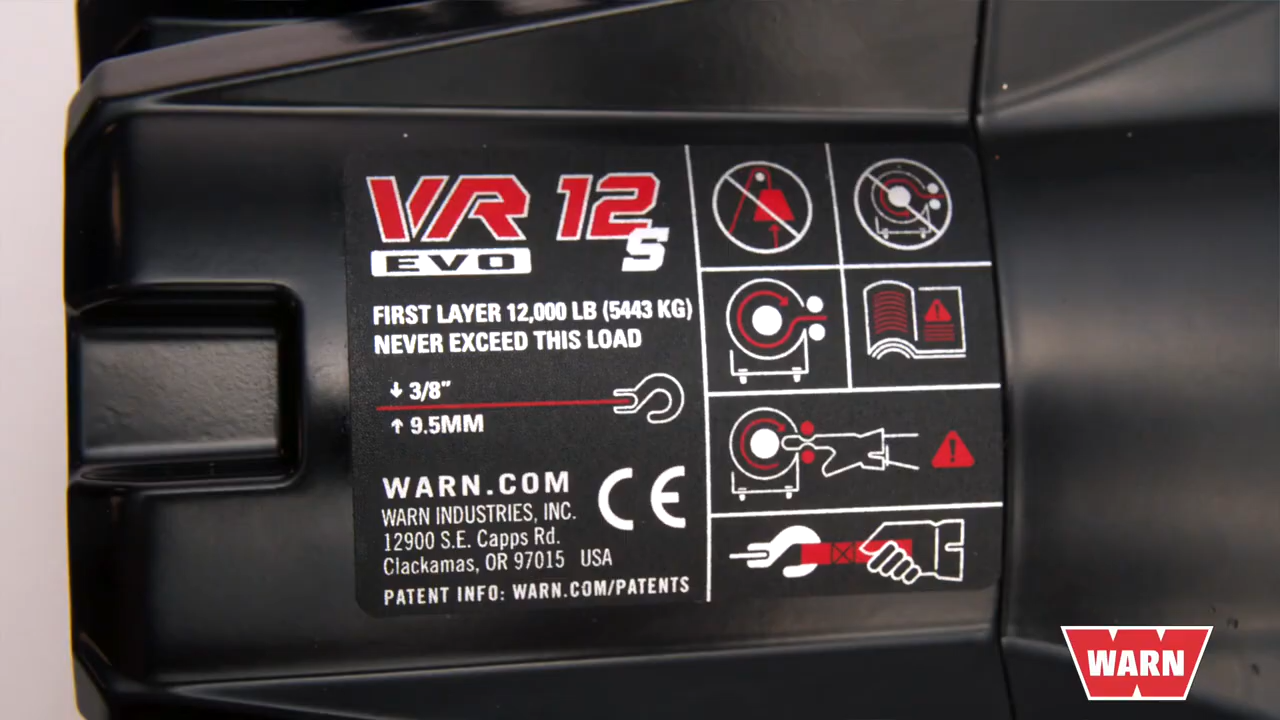 VR 12 S
EVO
FIRST LAYER 12,000 LB (5443 KG)
NEVER EXCEED THIS LOAD
↓ 3/8"
↑ 9.5MM
WARN.COM
CE
WARN INDUSTRIES, INC.
12900 S.E. Capps Rd.
Clackamas, OR 97015 USA
PATENT INFO: WARN.COM/PATENTS
WARN